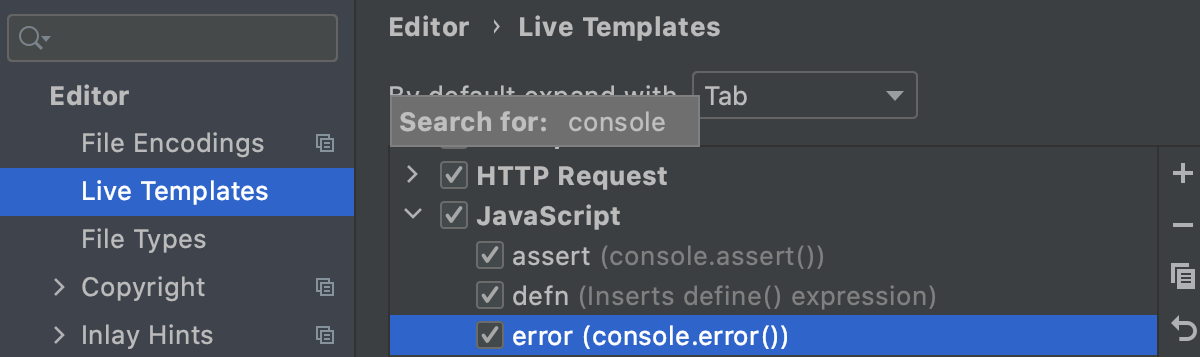 Editor
File Encodings
Live Templates
File Types
Copyright
Inlay Hints
Editor › Live Templates
By default expand with Tab
Search for: console
HTTP Request
JavaScript
assert (console.assert())
defn (Inserts define() expression)
error (console.error())